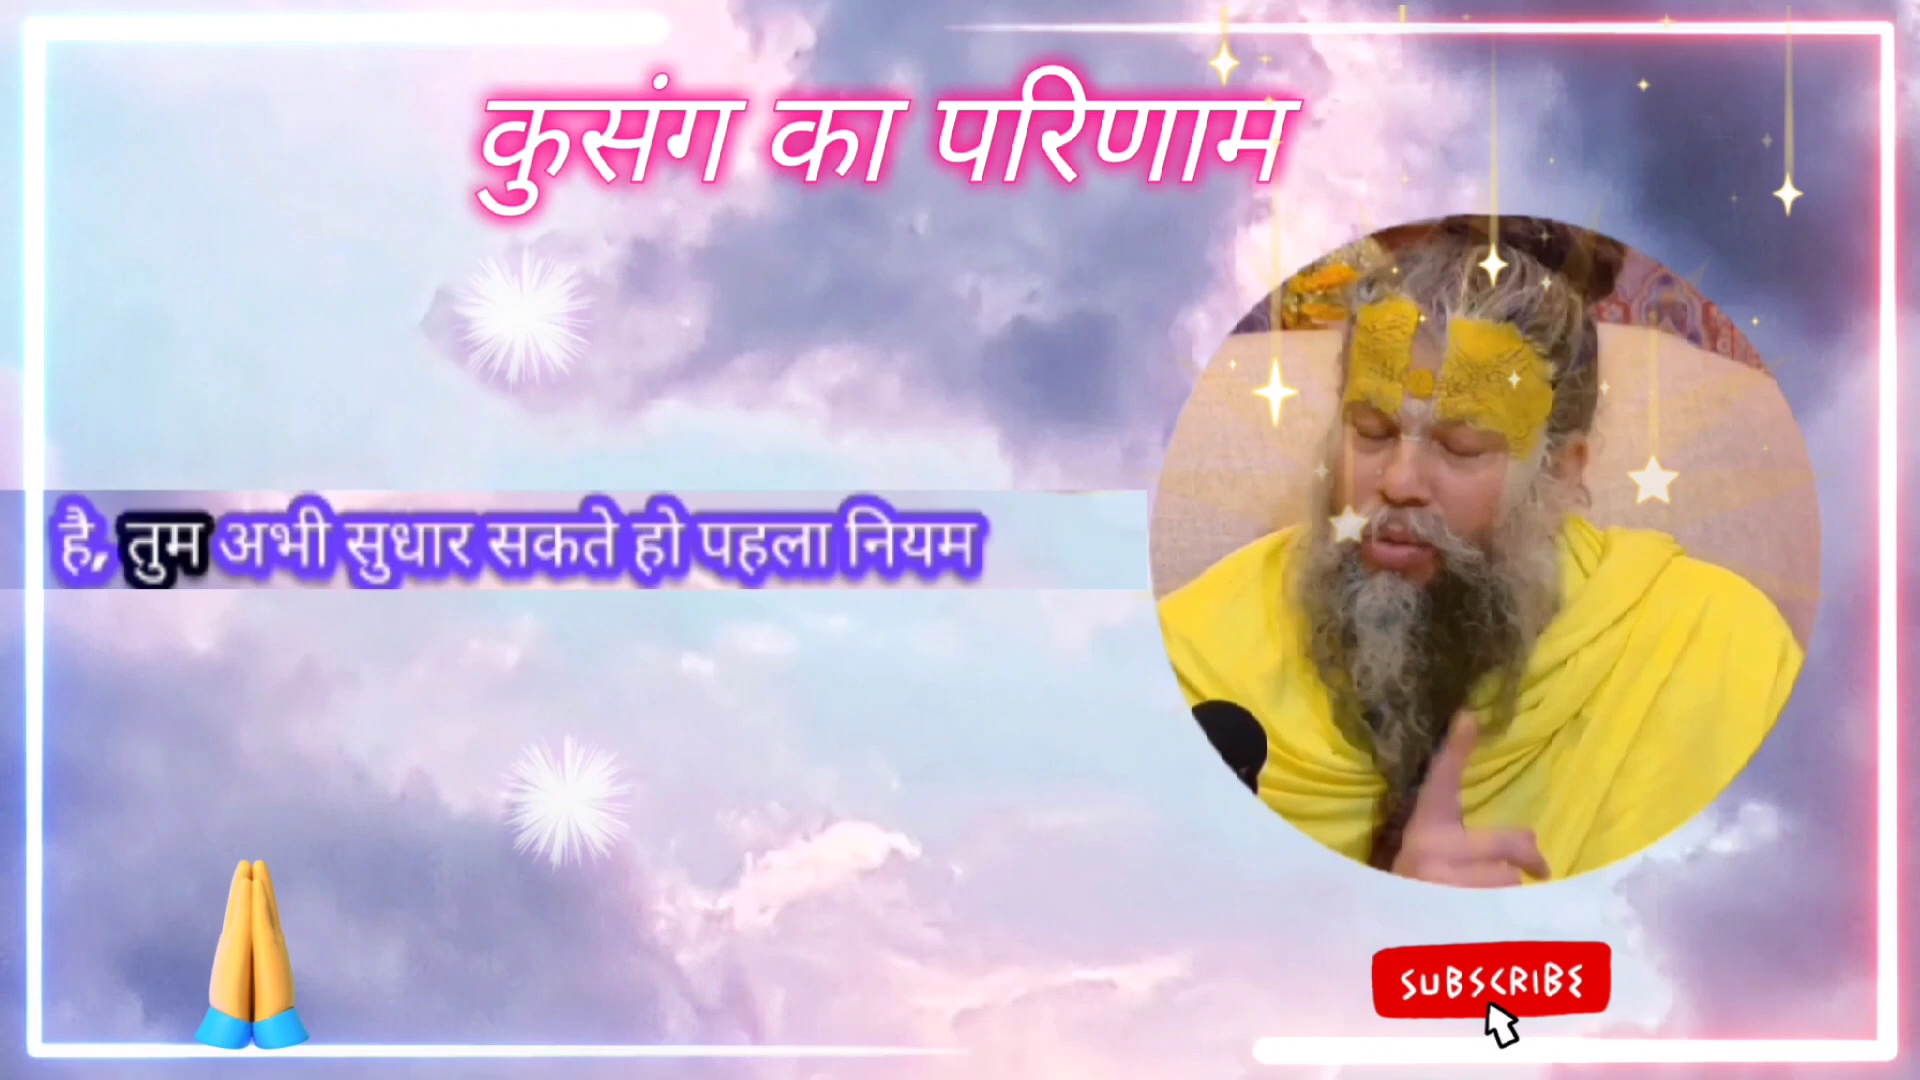 कुसंग का परिणाम
है, तुम अभी सुधार सकते हो पहला नियम
SUBSCRIBE